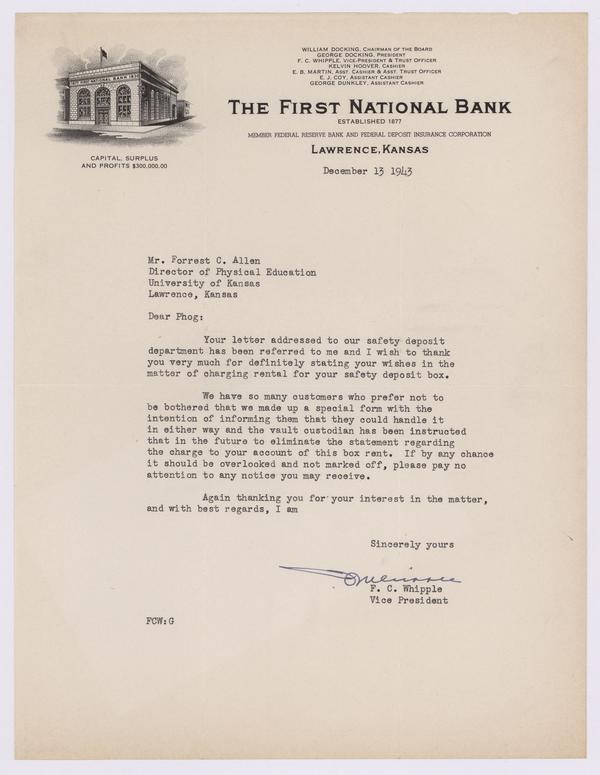 WILLIAM DOCKING, CHAIRMAN OF THE BOARD
GEORGE DOCKING, PRESIDENT
F. C. WHIPPLE, VICE-PRESIDENT & TRUST OFFICER
KELVIN HOOVER, CASHIER
E. B. MARTIN, ASST. CASHIER & ASST. TRUST OFFICER
E. J. COY, ASSISTANT CASHIER
GEORGE DUNKLEY, ASSISTANT CASHIER
THE FIRST NATIONAL BANK
ESTABLISHED 1877
MEMBER FEDERAL RESERVE BANK AND FEDERAL DEPOSIT INSURANCE CORPORATION
LAWRENCE, KANSAS
CAPITAL, SURPLUS
AND PROFITS $300,000.00
December 13 1943
Mr. Forrest C. Allen
Director of Physical Education
University of Kansas
Lawrence, Kansas
Dear Phog:
Your letter addressed to our safety deposit
department has been referred to me and I wish to thank
you very much for definitely stating your wishes in the
matter of charging rental for your safety deposit box.
We have so many customers who prefer not to
be bothered that we made up a special form with the
intention of informing them that they could handle it
in either way and the vault custodian has been instructed
that in the future to eliminate the statement regarding
the charge to your account of this box rent. If by any chance
it should be overlooked and not marked off, please pay no
attention to any notice you may receive.
Again thanking you for your interest in the matter,
and with best regards, I am
Sincerely yours
F. C. Whipple
Vice President
FCW:G